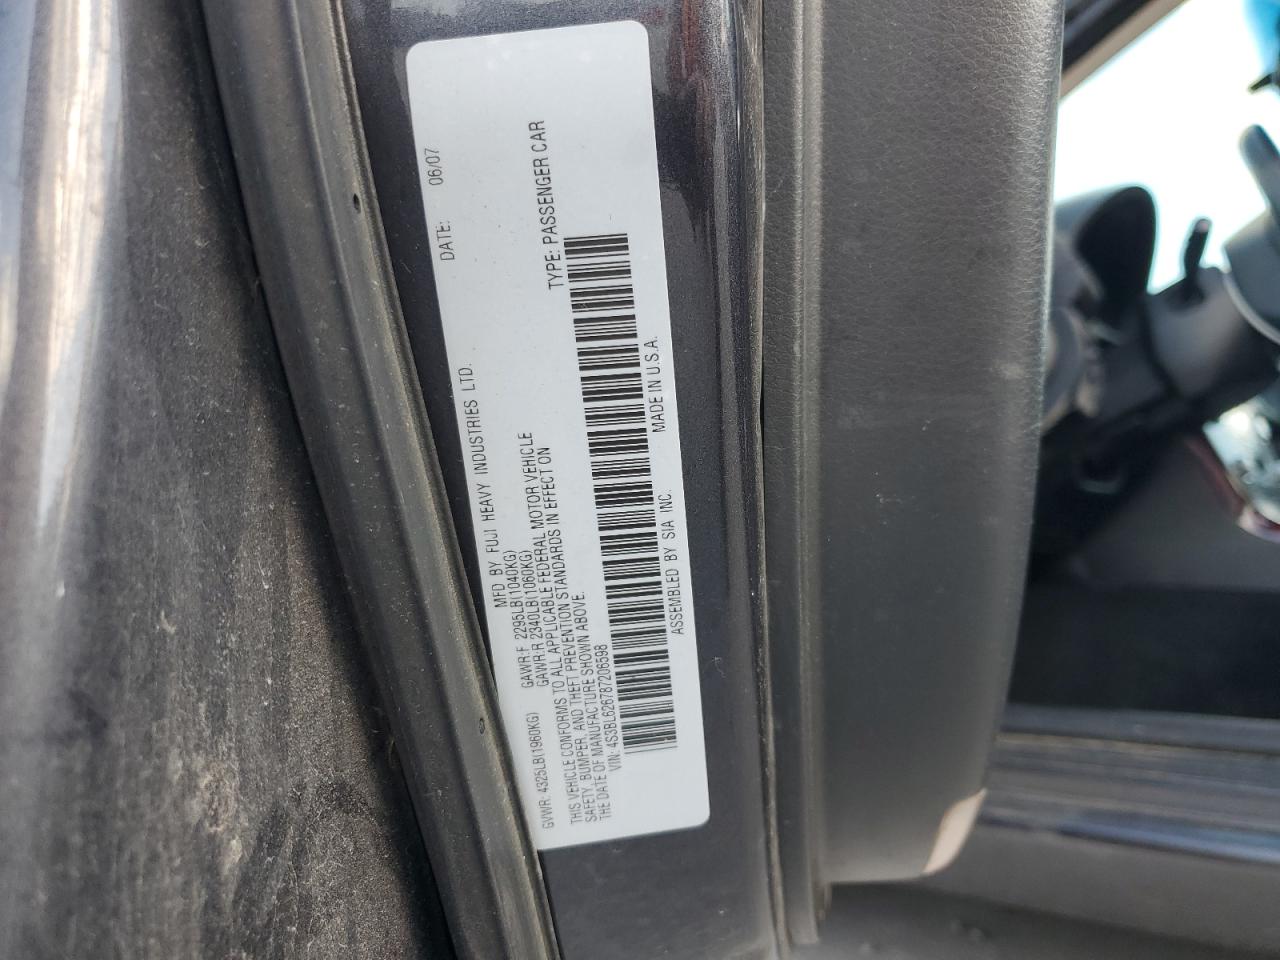 MFD BY FUJI HEAVY INDUSTRIES LTD. DATE: 06/07
GVWR: 4325LB(1960KG) GAWR:F 2295LB(1040KG)
GAWR:R 2340LB(1060KG)
THIS VEHICLE CONFORMS TO ALL APPLICABLE FEDERAL MOTOR VEHICLE
SAFETY, BUMPER, AND THEFT PREVENTION STANDARDS IN EFFECT ON
THE DATE OF MANUFACTURE SHOWN ABOVE.
VIN: 4S3BL626787206598 TYPE: PASSENGER CAR
ASSEMBLED BY SIA INC. MADE IN U.S.A.